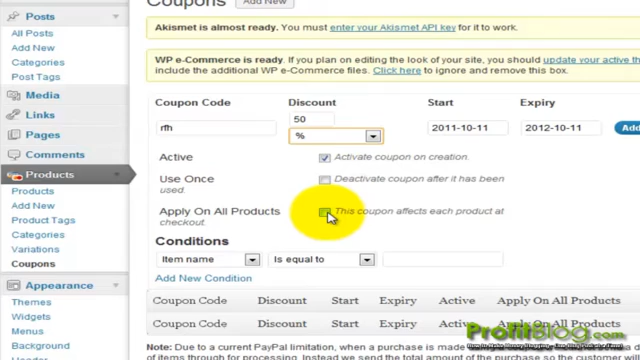 Posts
All Posts
Add New
Categories
Post Tags
Media
Links
Pages
Comments
Products
Products
Add New
Product Tags
Categories
Variations
Coupons
Appearance
Themes
Widgets
Menus
Header
Coupons Add New
Akismet is almost ready. You must enter your Akismet API key for it to work.
WP e-Commerce is ready. If you plan on editing the look of your site, you should update your active th
include the additional WP e-Commerce files. Click here to ignore and remove this box.
Coupon Code Discount Start Expiry
rfh 50 % 2011-10-11 2012-10-11 Add
Active Activate coupon on creation.
Use Once Deactivate coupon after it has been
used.
Apply On All Products This coupon affects each product at
checkout.
Conditions
Item name Is equal to
Add New Condition
Coupon Code Discount Start Expiry Active Apply On All Products
Coupon Code Discount Start Expiry Active Apply On All Products
Note: Due to a current PayPal limitation, when a purchase is made
of items through for processing. Instead we send the total amount of the purchase so the customer will
ProfitBlog.com